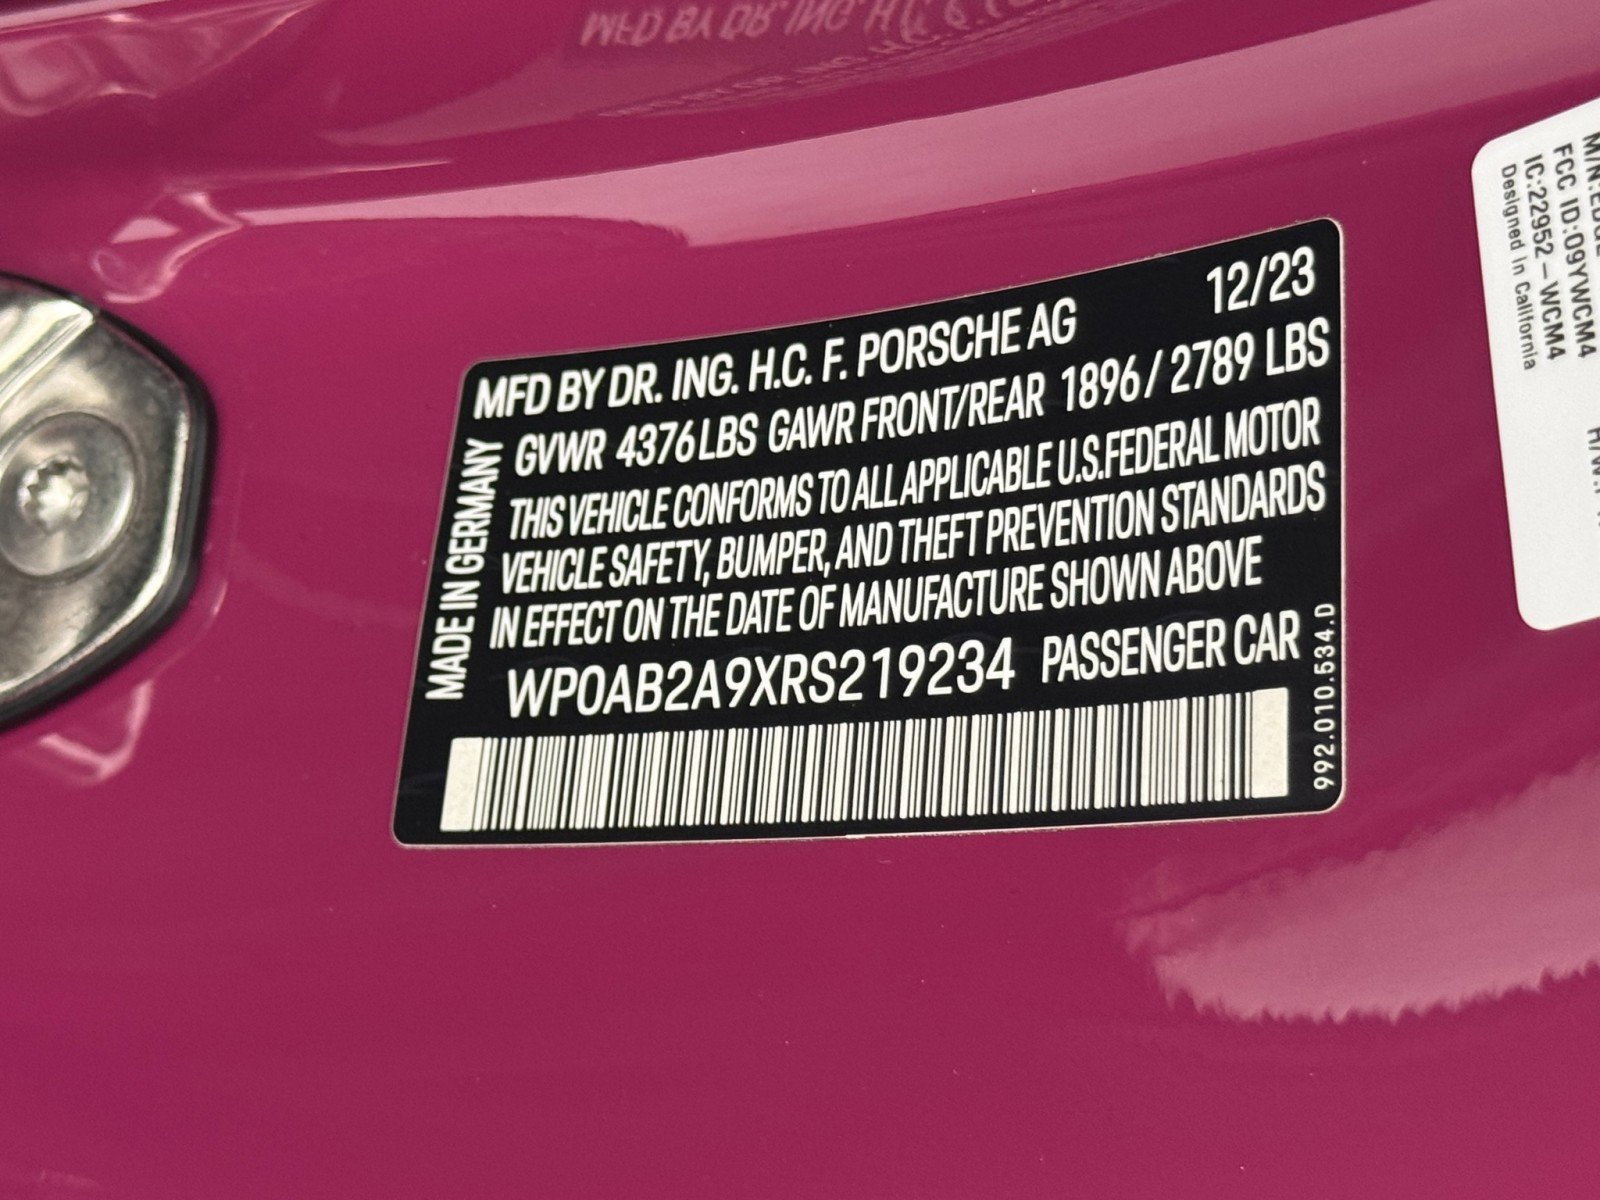 MFD BY DR. ING. H.C. F. PORSCHE AG 12/23
GVWR 4376 LBS GAWR FRONT/REAR 1896 / 2789 LBS
THIS VEHICLE CONFORMS TO ALL APPLICABLE U.S.FEDERAL MOTOR
VEHICLE SAFETY, BUMPER, AND THEFT PREVENTION STANDARDS
IN EFFECT ON THE DATE OF MANUFACTURE SHOWN ABOVE
WP0AB2A9XRS219234 PASSENGER CAR
MADE IN GERMANY
992.010.534.D
FCC ID:O9YWCM4
IC:22952-WCM4
Designed In California